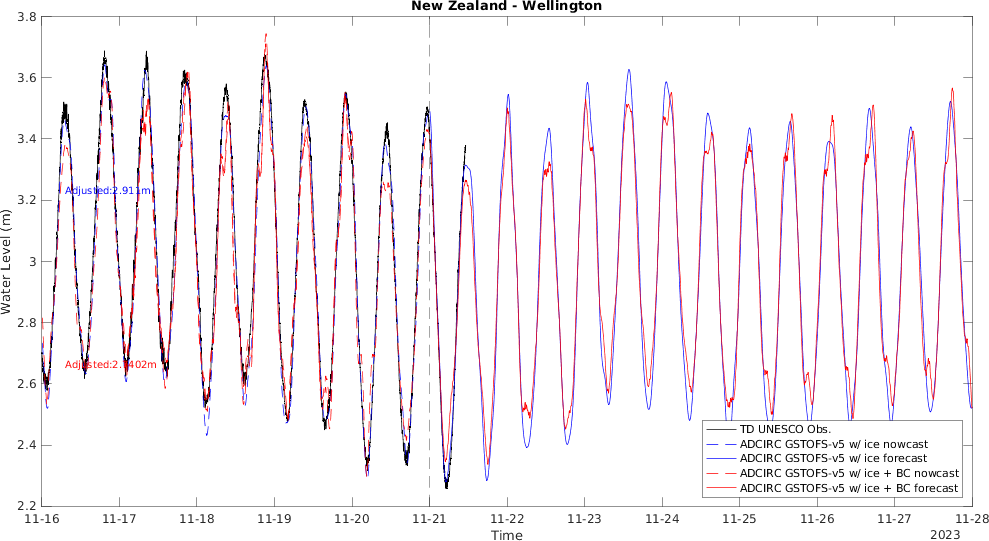 New Zealand - Wellington
3.8
3.6
3.4
3.2
3
2.8
2.6
2.4
2.2
Water Level (m)
Adjusted:2.911m
TD UNESCO Obs.
ADCIRC GSTOFS-v5 w/ ice nowcast
ADCIRC GSTOFS-v5 w/ ice forecast
ADCIRC GSTOFS-v5 w/ ice + BC nowcast
ADCIRC GSTOFS-v5 w/ ice + BC forecast
11-16 11-17 11-18 11-19 11-20 11-21 11-22 11-23 11-24 11-25 11-26 11-27 11-28
Time
2023